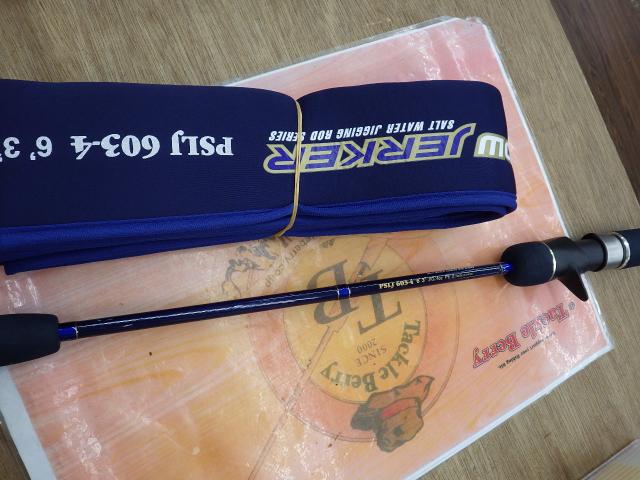 PSLJ 603-4 6' 3"
OW JERKER
SALT WATER JIGGING ROD SERIES
PSLJ 603-4 6' 3"
TB
SINCE
2000
Tackle Berry
Tackle Berry